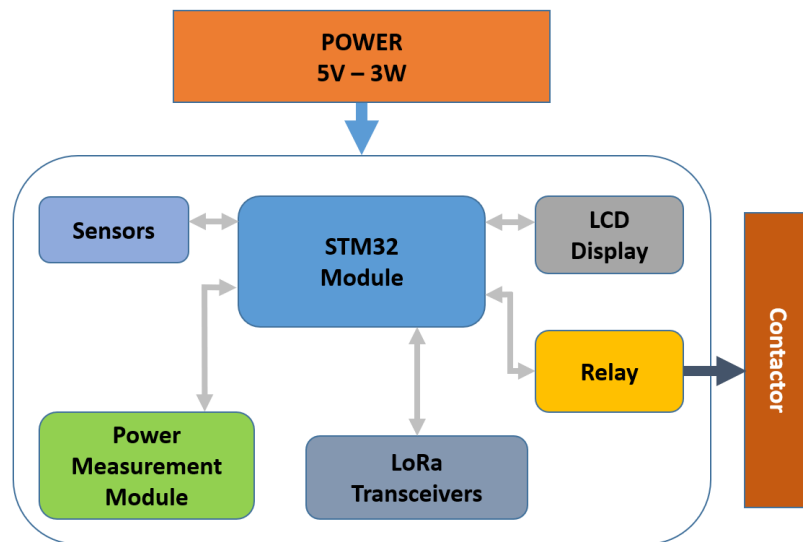 POWER
5V – 3W
Sensors
STM32
Module
LCD
Display
Contactor
Relay
Power
Measurement
Module
LoRa
Transceivers